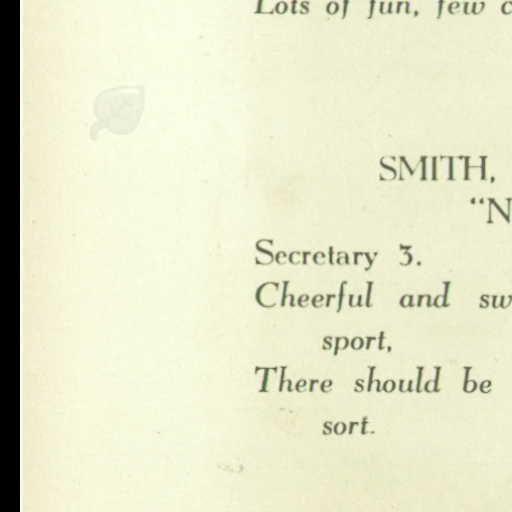 Lots of fun, few
SMITH,
"N
Secretary 3.
Cheerful and sw
sport,
There should be
sort.